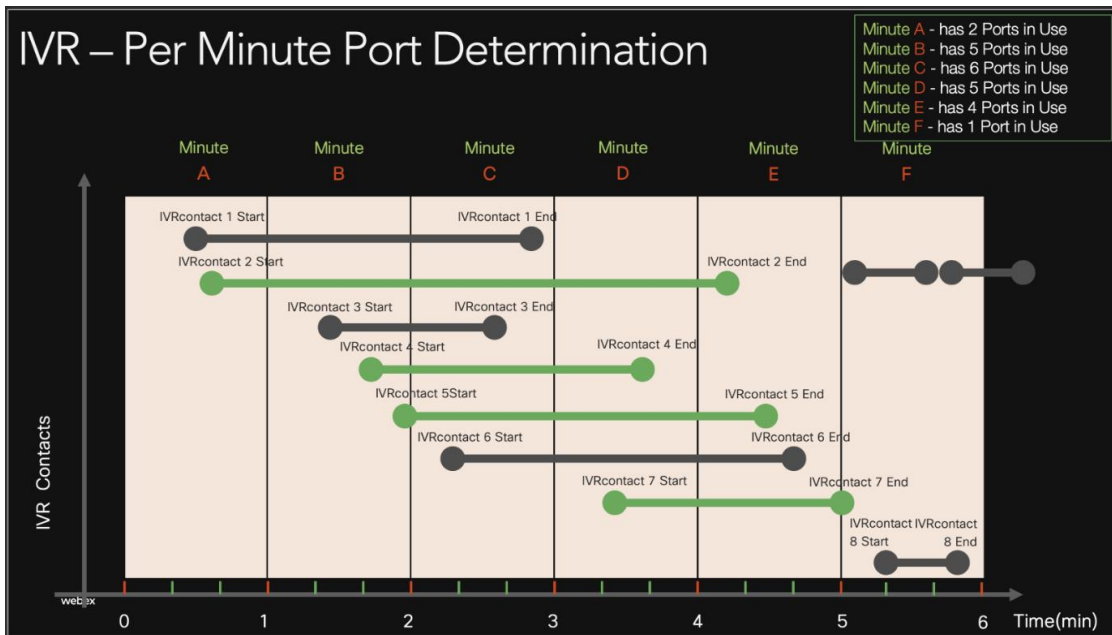 IVR – Per Minute Port Determination
Minute A - has 2 Ports in Use
Minute B - has 5 Ports in Use
Minute C - has 6 Ports in Use
Minute D - has 5 Ports in Use
Minute E - has 4 Ports in Use
Minute F - has 1 Port in Use
Minute Minute Minute Minute Minute Minute
A B C D E F
IVRcontact 1 Start IVRcontact 1 End
IVRcontact 2 Start IVRcontact 2 End
IVRcontact 3 Start IVRcontact 3 End
IVRcontact 4 Start IVRcontact 4 End
IVRcontact 5Start IVRcontact 5 End
IVRcontact 6 Start IVRcontact 6 End
IVRcontact 7 Start IVRcontact 7 End
IVRcontact IVRcontact
8 Start 8 End
IVR Contacts
webex
0 1 2 3 4 5 6 Time(min)